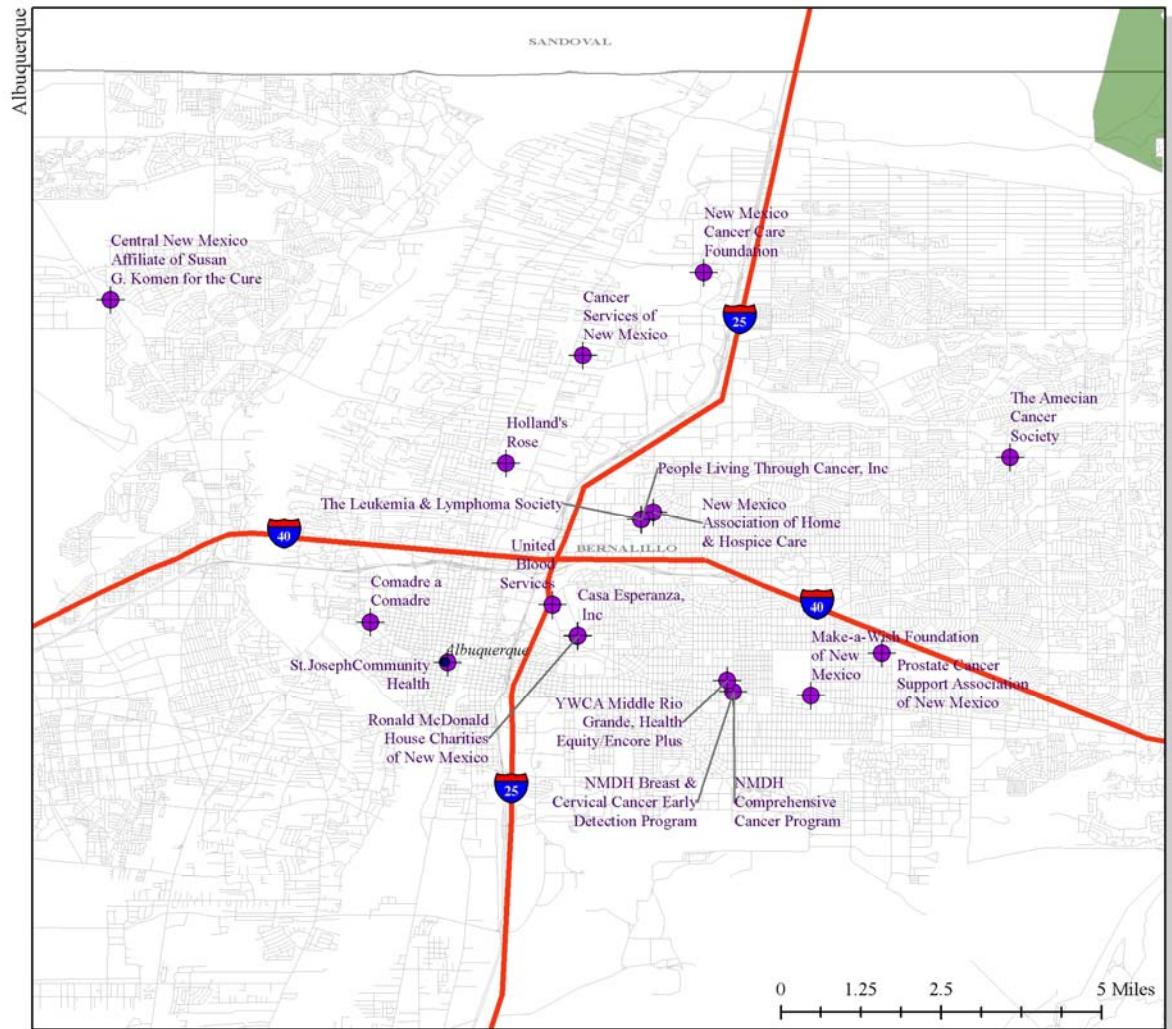 Albuquerque
SANDOVAL
New Mexico
Cancer Care
Foundation
Central New Mexico
Affiliate of Susan
G. Komen for the Cure
Cancer
Services of
New Mexico
25
The Amecian
Cancer
Society
Holland's
Rose
People Living Through Cancer, Inc
The Leukemia & Lymphoma Society
New Mexico
Association of Home
& Hospice Care
40
United
Blood
Services
BERNALILLO
Comadre a
Comadre
Casa Esperanza,
Inc
40
Make-a-Wish Foundation
of New
Mexico
Albuquerque
St.JosephCommunity
Health
Prostate Cancer
Support Association
of New Mexico
YWCA Middle Rio
Grande, Health
Equity/Encore Plus
Ronald McDonald
House Charities
of New Mexico
25
NMDH Breast &
Cervical Cancer Early
Detection Program
NMDH
Comprehensive
Cancer Program
0 1.25 2.5 5 Miles